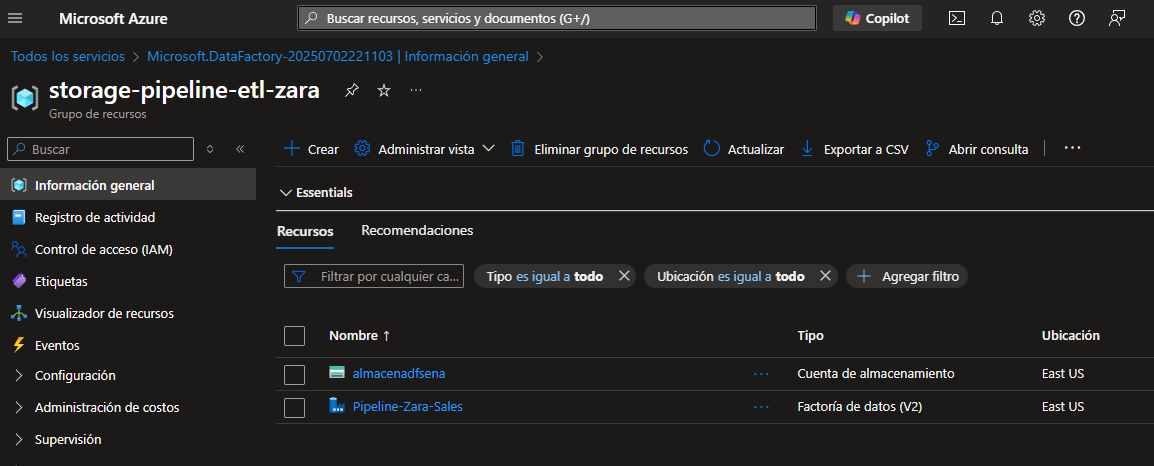 Microsoft Azure
Buscar recursos, servicios y documentos (G+/)
Copilot
Todos los servicios > Microsoft.DataFactory-20250702221103 | Información general >
storage-pipeline-etl-zara
Grupo de recursos
Buscar
Crear
Administrar vista
Eliminar grupo de recursos
Actualizar
Exportar a CSV
Abrir consulta
Información general
Registro de actividad
Control de acceso (IAM)
Etiquetas
Visualizador de recursos
Eventos
Configuración
Administración de costos
Supervisión
Essentials
Recursos Recomendaciones
Filtrar por cualquier ca...
Tipo es igual a todo
Ubicación es igual a todo
Agregar filtro
Nombre ↑ Tipo Ubicación
almacenadfsena ... Cuenta de almacenamiento East US
Pipeline-Zara-Sales ... Factoría de datos (V2) East US